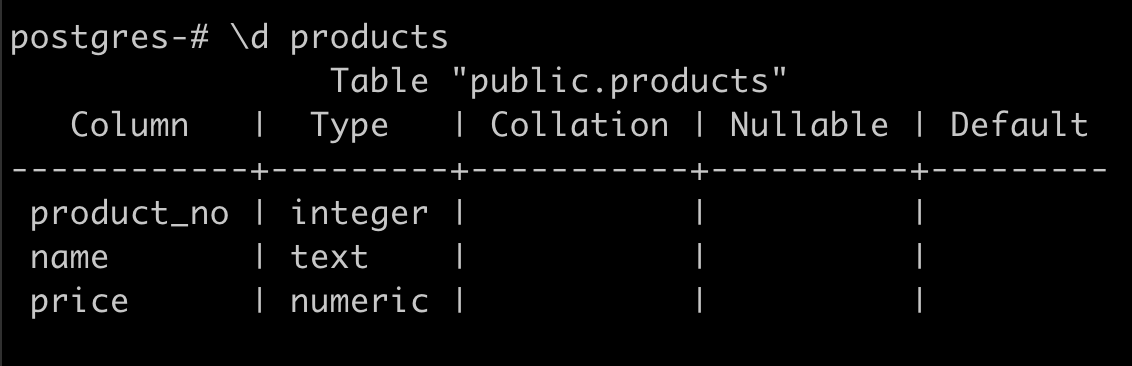 postgres-# \d products
                Table "public.products"
   Column   |  Type   | Collation | Nullable | Default
------------+---------+-----------+----------+---------
 product_no | integer |           |          |
 name       | text    |           |          |
 price      | numeric |           |          |